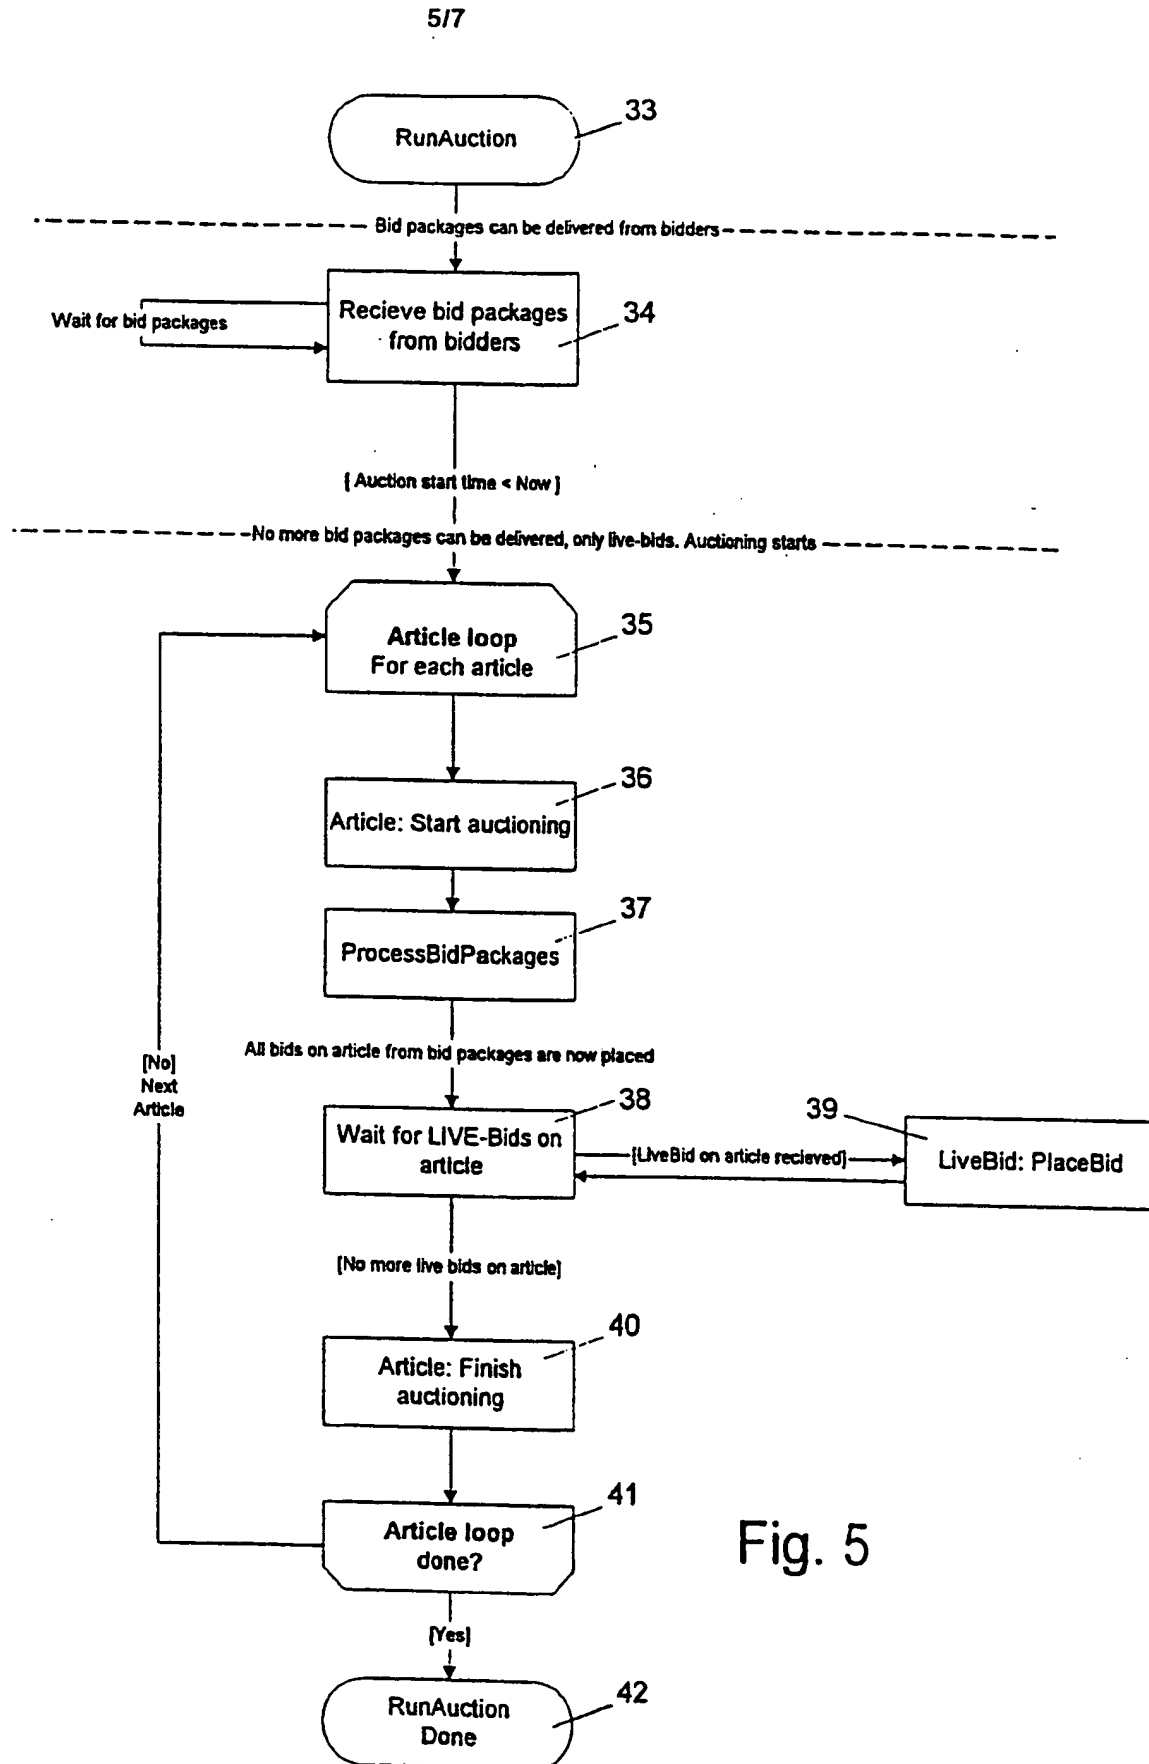 5/7
RunAuction
33
Bid packages can be delivered from bidders
Recieve bid packages
from bidders
34
Wait for bid packages
[ Auction start time < Now ]
No more bid packages can be delivered, only live-bids. Auctioning starts
Article loop
For each article
35
Article: Start auctioning
36
ProcessBidPackages
37
All bids on article from bid packages are now placed
[No]
Next
Article
Wait for LIVE-Bids on
article
38
[LiveBid on article recieved]
LiveBid: PlaceBid
39
[No more live bids on article]
Article: Finish
auctioning
40
Article loop
done?
41
Fig. 5
[Yes]
RunAuction
Done
42